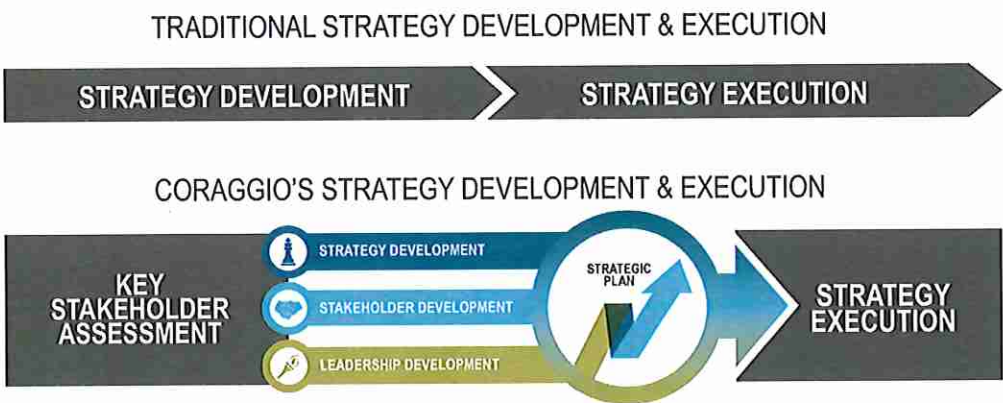 TRADITIONAL STRATEGY DEVELOPMENT & EXECUTION
STRATEGY DEVELOPMENT
STRATEGY EXECUTION
CORAGGIO'S STRATEGY DEVELOPMENT & EXECUTION
KEY
STAKEHOLDER
ASSESSMENT
STRATEGY DEVELOPMENT
STAKEHOLDER DEVELOPMENT
LEADERSHIP DEVELOPMENT
STRATEGIC
PLAN
STRATEGY
EXECUTION